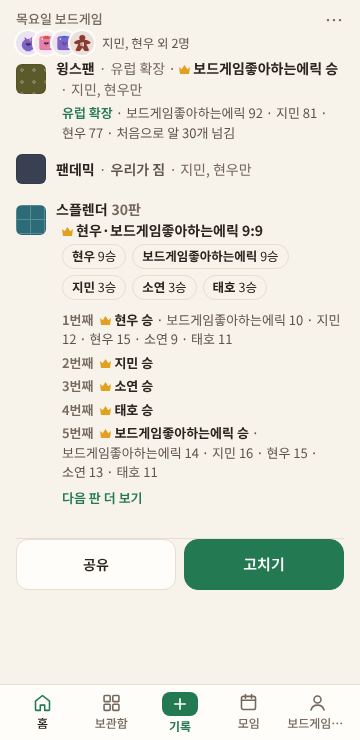 목요일 보드게임
지민, 현우 외 2명
윙스팬 · 유럽 확장 · 보드게임좋아하는에릭 승
· 지민, 현우만
유럽 확장 · 보드게임좋아하는에릭 92 · 지민 81 ·
현우 77 · 처음으로 알 30개 넘김
팬데믹 · 우리가 짐 · 지민, 현우만
스플렌더 30판
현우·보드게임좋아하는에릭 9:9
현우 9승 보드게임좋아하는에릭 9승
지민 3승 소연 3승 태호 3승
1번째 현우 승 · 보드게임좋아하는에릭 10 · 지민
12 · 현우 15 · 소연 9 · 태호 11
2번째 지민 승
3번째 소연 승
4번째 태호 승
5번째 보드게임좋아하는에릭 승 ·
보드게임좋아하는에릭 14 · 지민 16 · 현우 15 ·
소연 13 · 태호 11
다음 판 더 보기
공유 고치기
홈 보관함 기록 모임 보드게임…